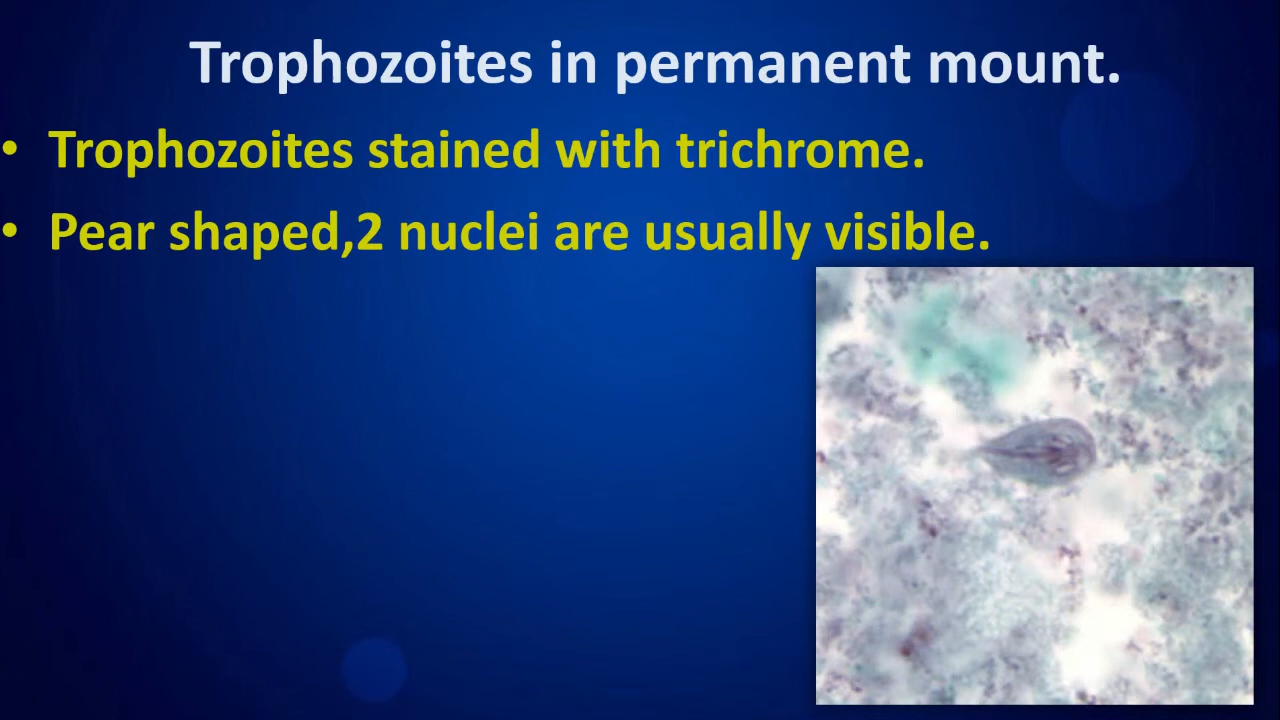 Trophozoites in permanent mount.
• Trophozoites stained with trichrome.
• Pear shaped,2 nuclei are usually visible.